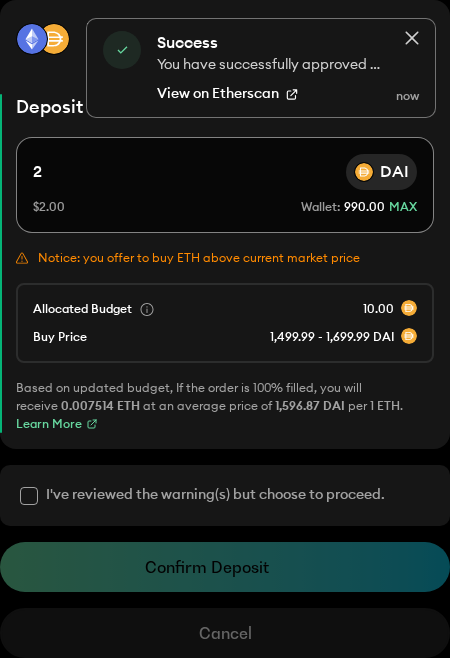 Success
You have successfully approved ...
View on Etherscan
now
Deposit
2
DAI
$2.00
Wallet: 990.00 MAX
Notice: you offer to buy ETH above current market price
Allocated Budget
10.00
Buy Price
1,499.99 - 1,699.99 DAI
Based on updated budget, If the order is 100% filled, you will
receive 0.007514 ETH at an average price of 1,596.87 DAI per 1 ETH.
Learn More
I've reviewed the warning(s) but choose to proceed.
Confirm Deposit
Cancel